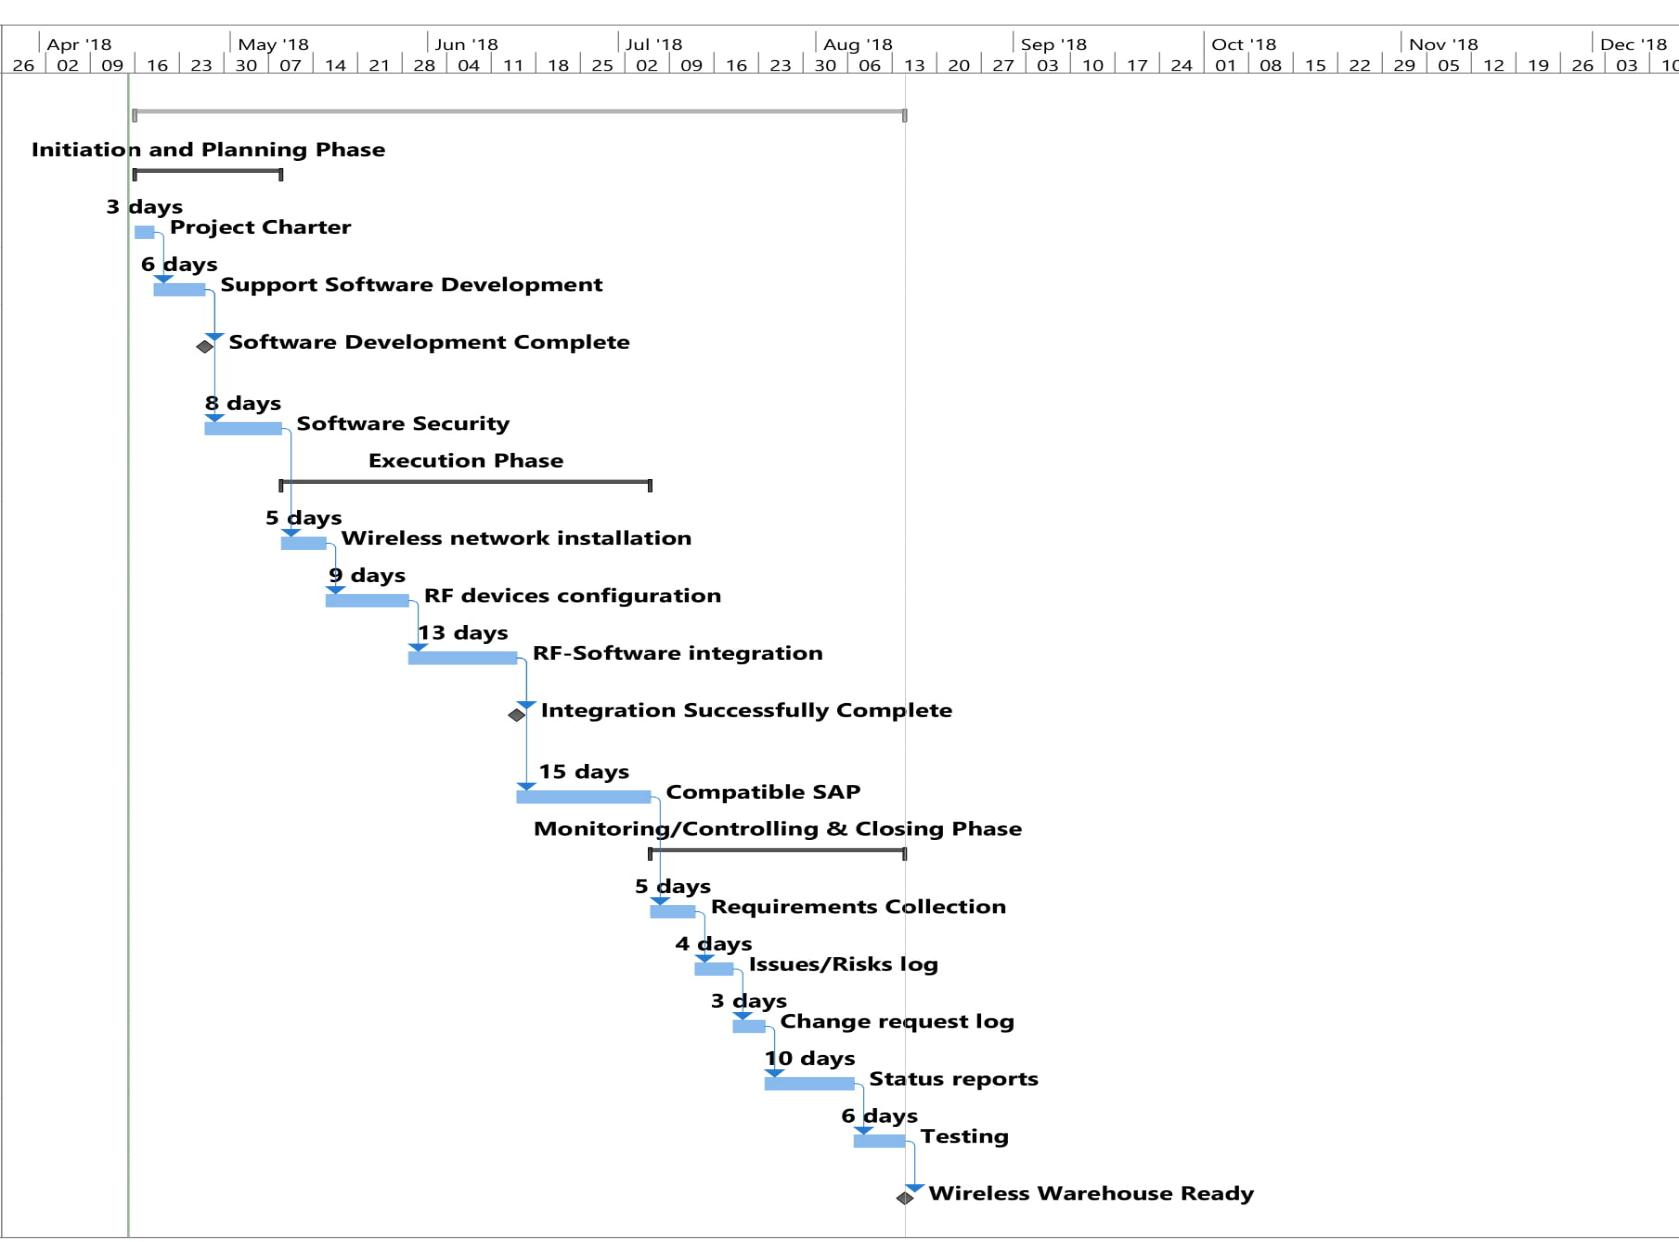 Apr '18 May '18 Jun '18 Jul '18 Aug '18 Sep '18 Oct '18 Nov '18 Dec '18
26 02 09 16 23 30 07 14 21 28 04 11 18 25 02 09 16 23 30 06 13 20 27 03 10 17 24 01 08 15 22 29 05 12 19 26 03 10
Initiation and Planning Phase
3 days
Project Charter
6 days
Support Software Development
Software Development Complete
8 days
Software Security
Execution Phase
5 days
Wireless network installation
9 days
RF devices configuration
13 days
RF-Software integration
Integration Successfully Complete
15 days
Compatible SAP
Monitoring/Controlling & Closing Phase
5 days
Requirements Collection
4 days
Issues/Risks log
3 days
Change request log
10 days
Status reports
6 days
Testing
Wireless Warehouse Ready